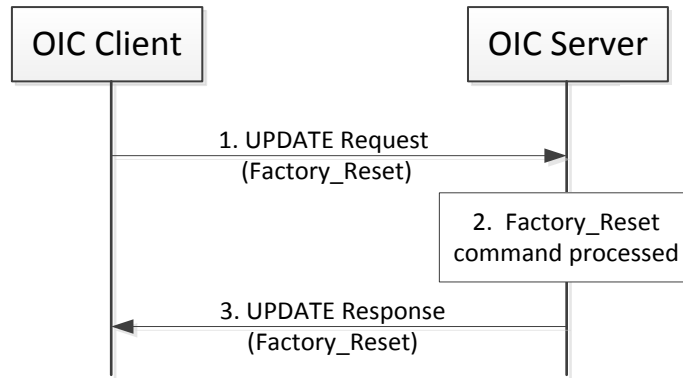 OIC Client
OIC Server
1. UPDATE Request
(Factory_Reset)
2. Factory_Reset
command processed
3. UPDATE Response
(Factory_Reset)